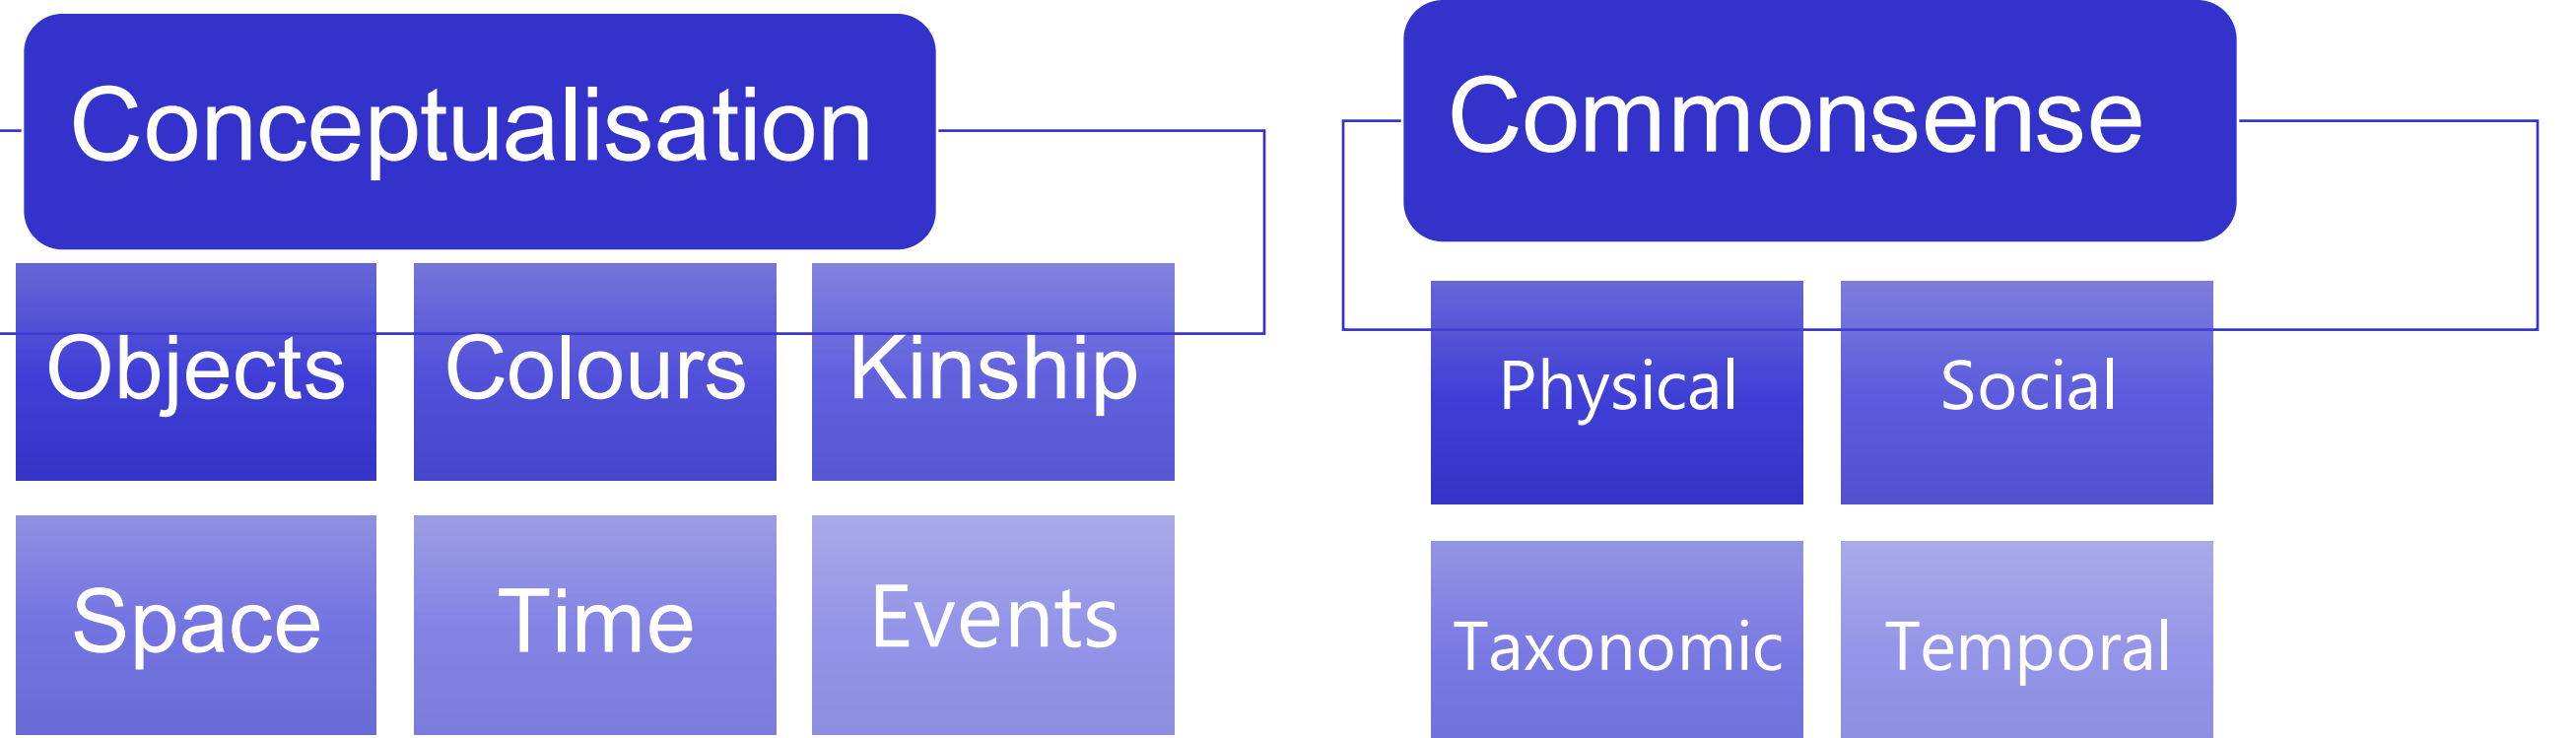 Conceptualisation
Objects
Colours
Kinship
Space
Time
Events
Commonsense
Physical
Social
Taxonomic
Temporal